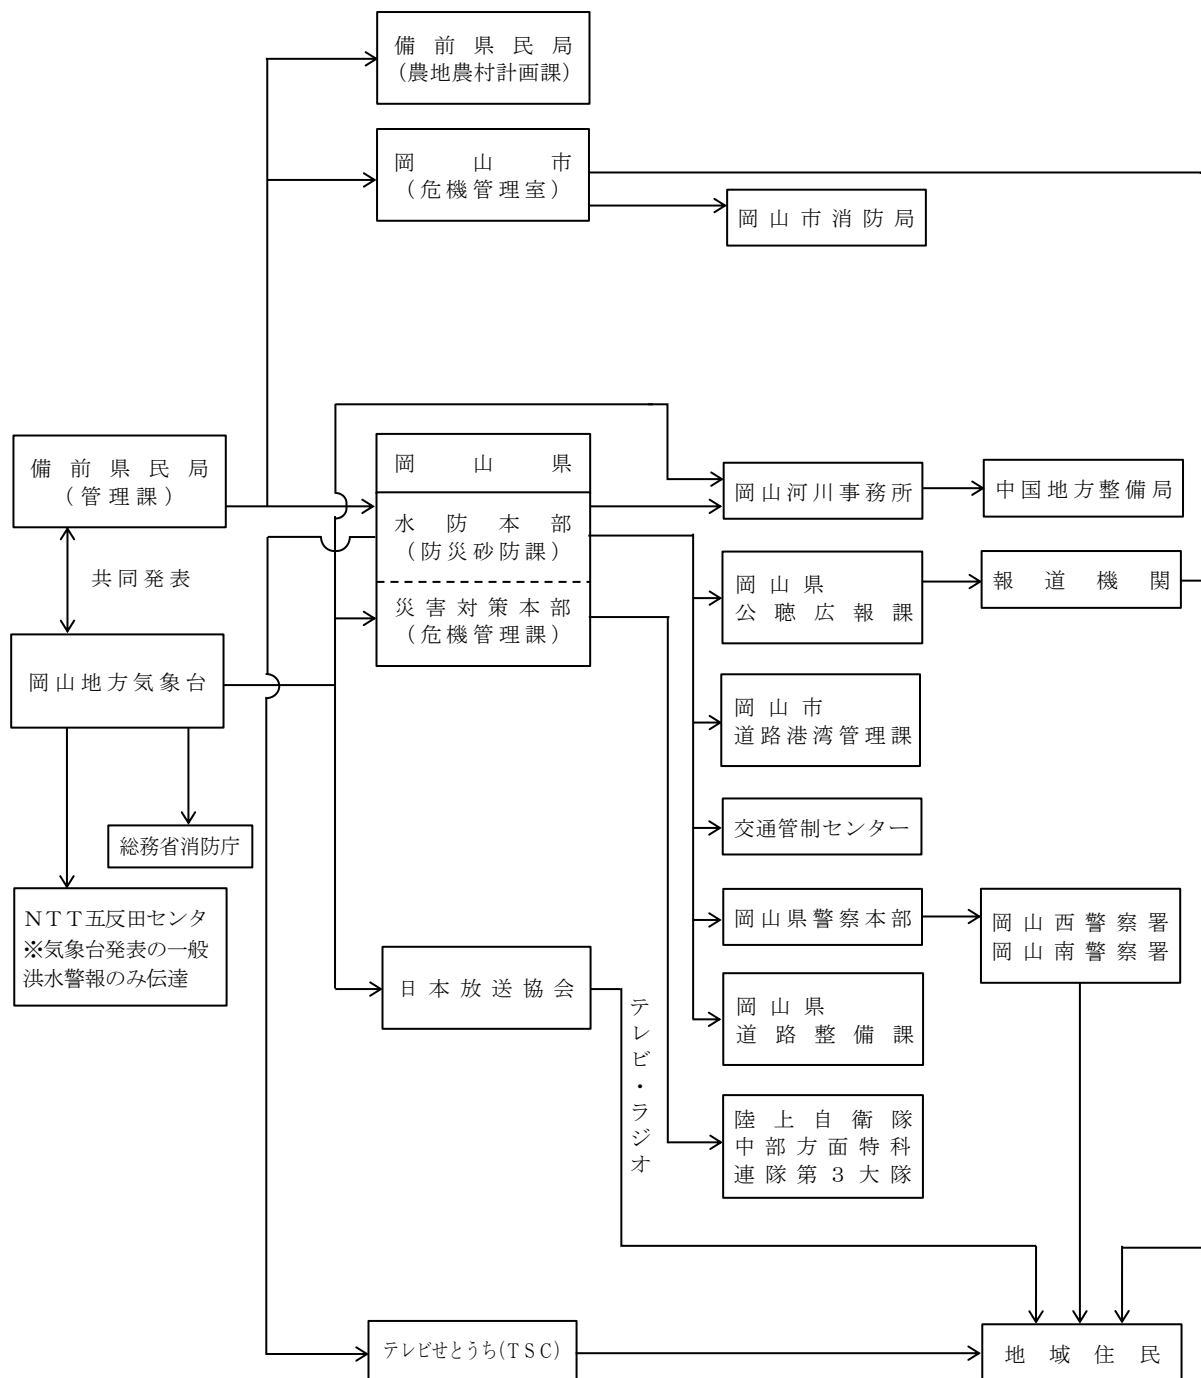 備前県民局
(農地農村計画課)
岡山市
(危機管理室)
岡山市消防局
備前県民局
(管理課)
共同発表
岡山地方気象台
総務省消防庁
NTT五反田センタ
※気象台発表の一般
洪水警報のみ伝達
岡山県
水防本部
(防災砂防課)
災害対策本部
(危機管理課)
日本放送協会
テレビ・ラジオ
岡山河川事務所
中国地方整備局
岡山県
公聴広報課
報道機関
岡山市
道路港湾管理課
交通管制センター
岡山県警察本部
岡山西警察署
岡山南警察署
岡山県
道路整備課
陸上自衛隊
中部方面特科
連隊第3大隊
テレビせとうち(TSC)
地域住民